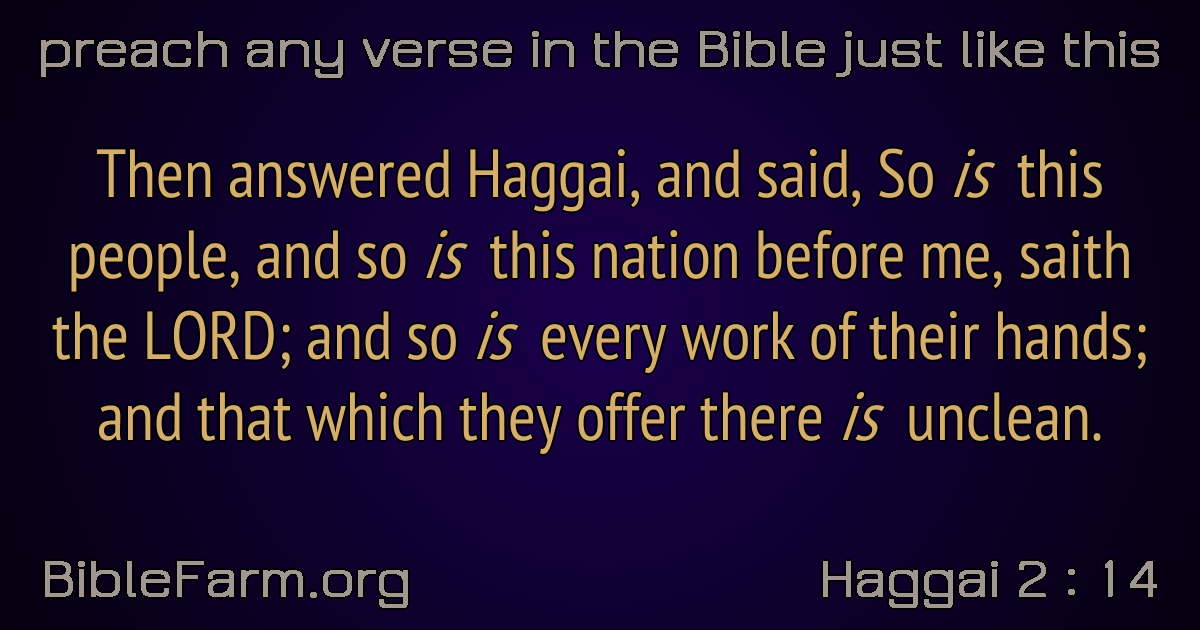 preach any verse in the Bible just like this
Then answered Haggai, and said, So is this
people, and so is this nation before me, saith
the LORD; and so is every work of their hands;
and that which they offer there is unclean.
BibleFarm.org
Haggai 2 : 14